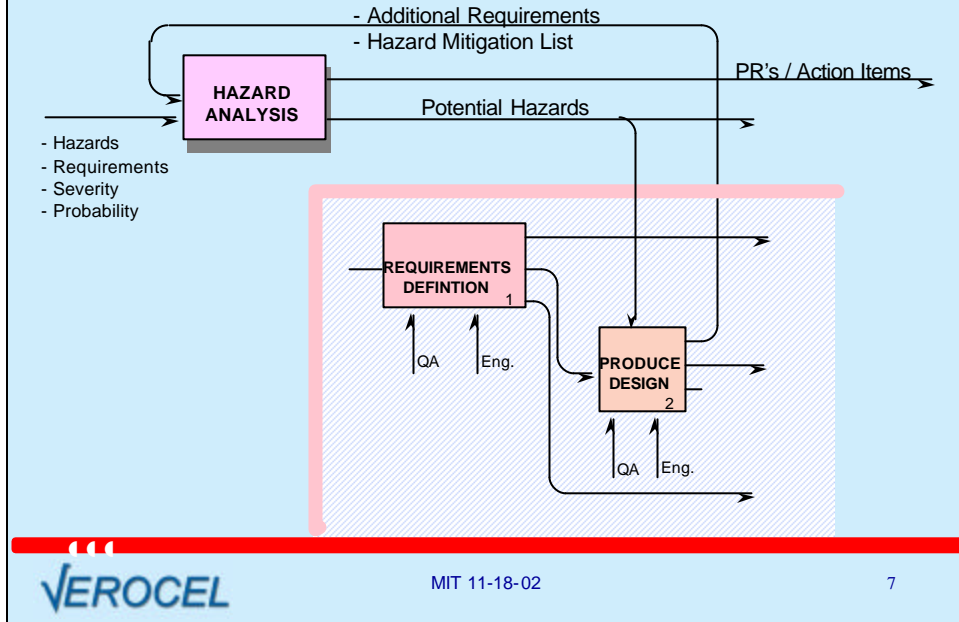 - Additional Requirements
- Hazard Mitigation List
PR's / Action Items
HAZARD
ANALYSIS
Potential Hazards
- Hazards
- Requirements
- Severity
- Probability
REQUIREMENTS
DEFINTION
1
QA
Eng.
PRODUCE
DESIGN
2
QA
Eng.
VEROCEL
MIT 11-18-02
7